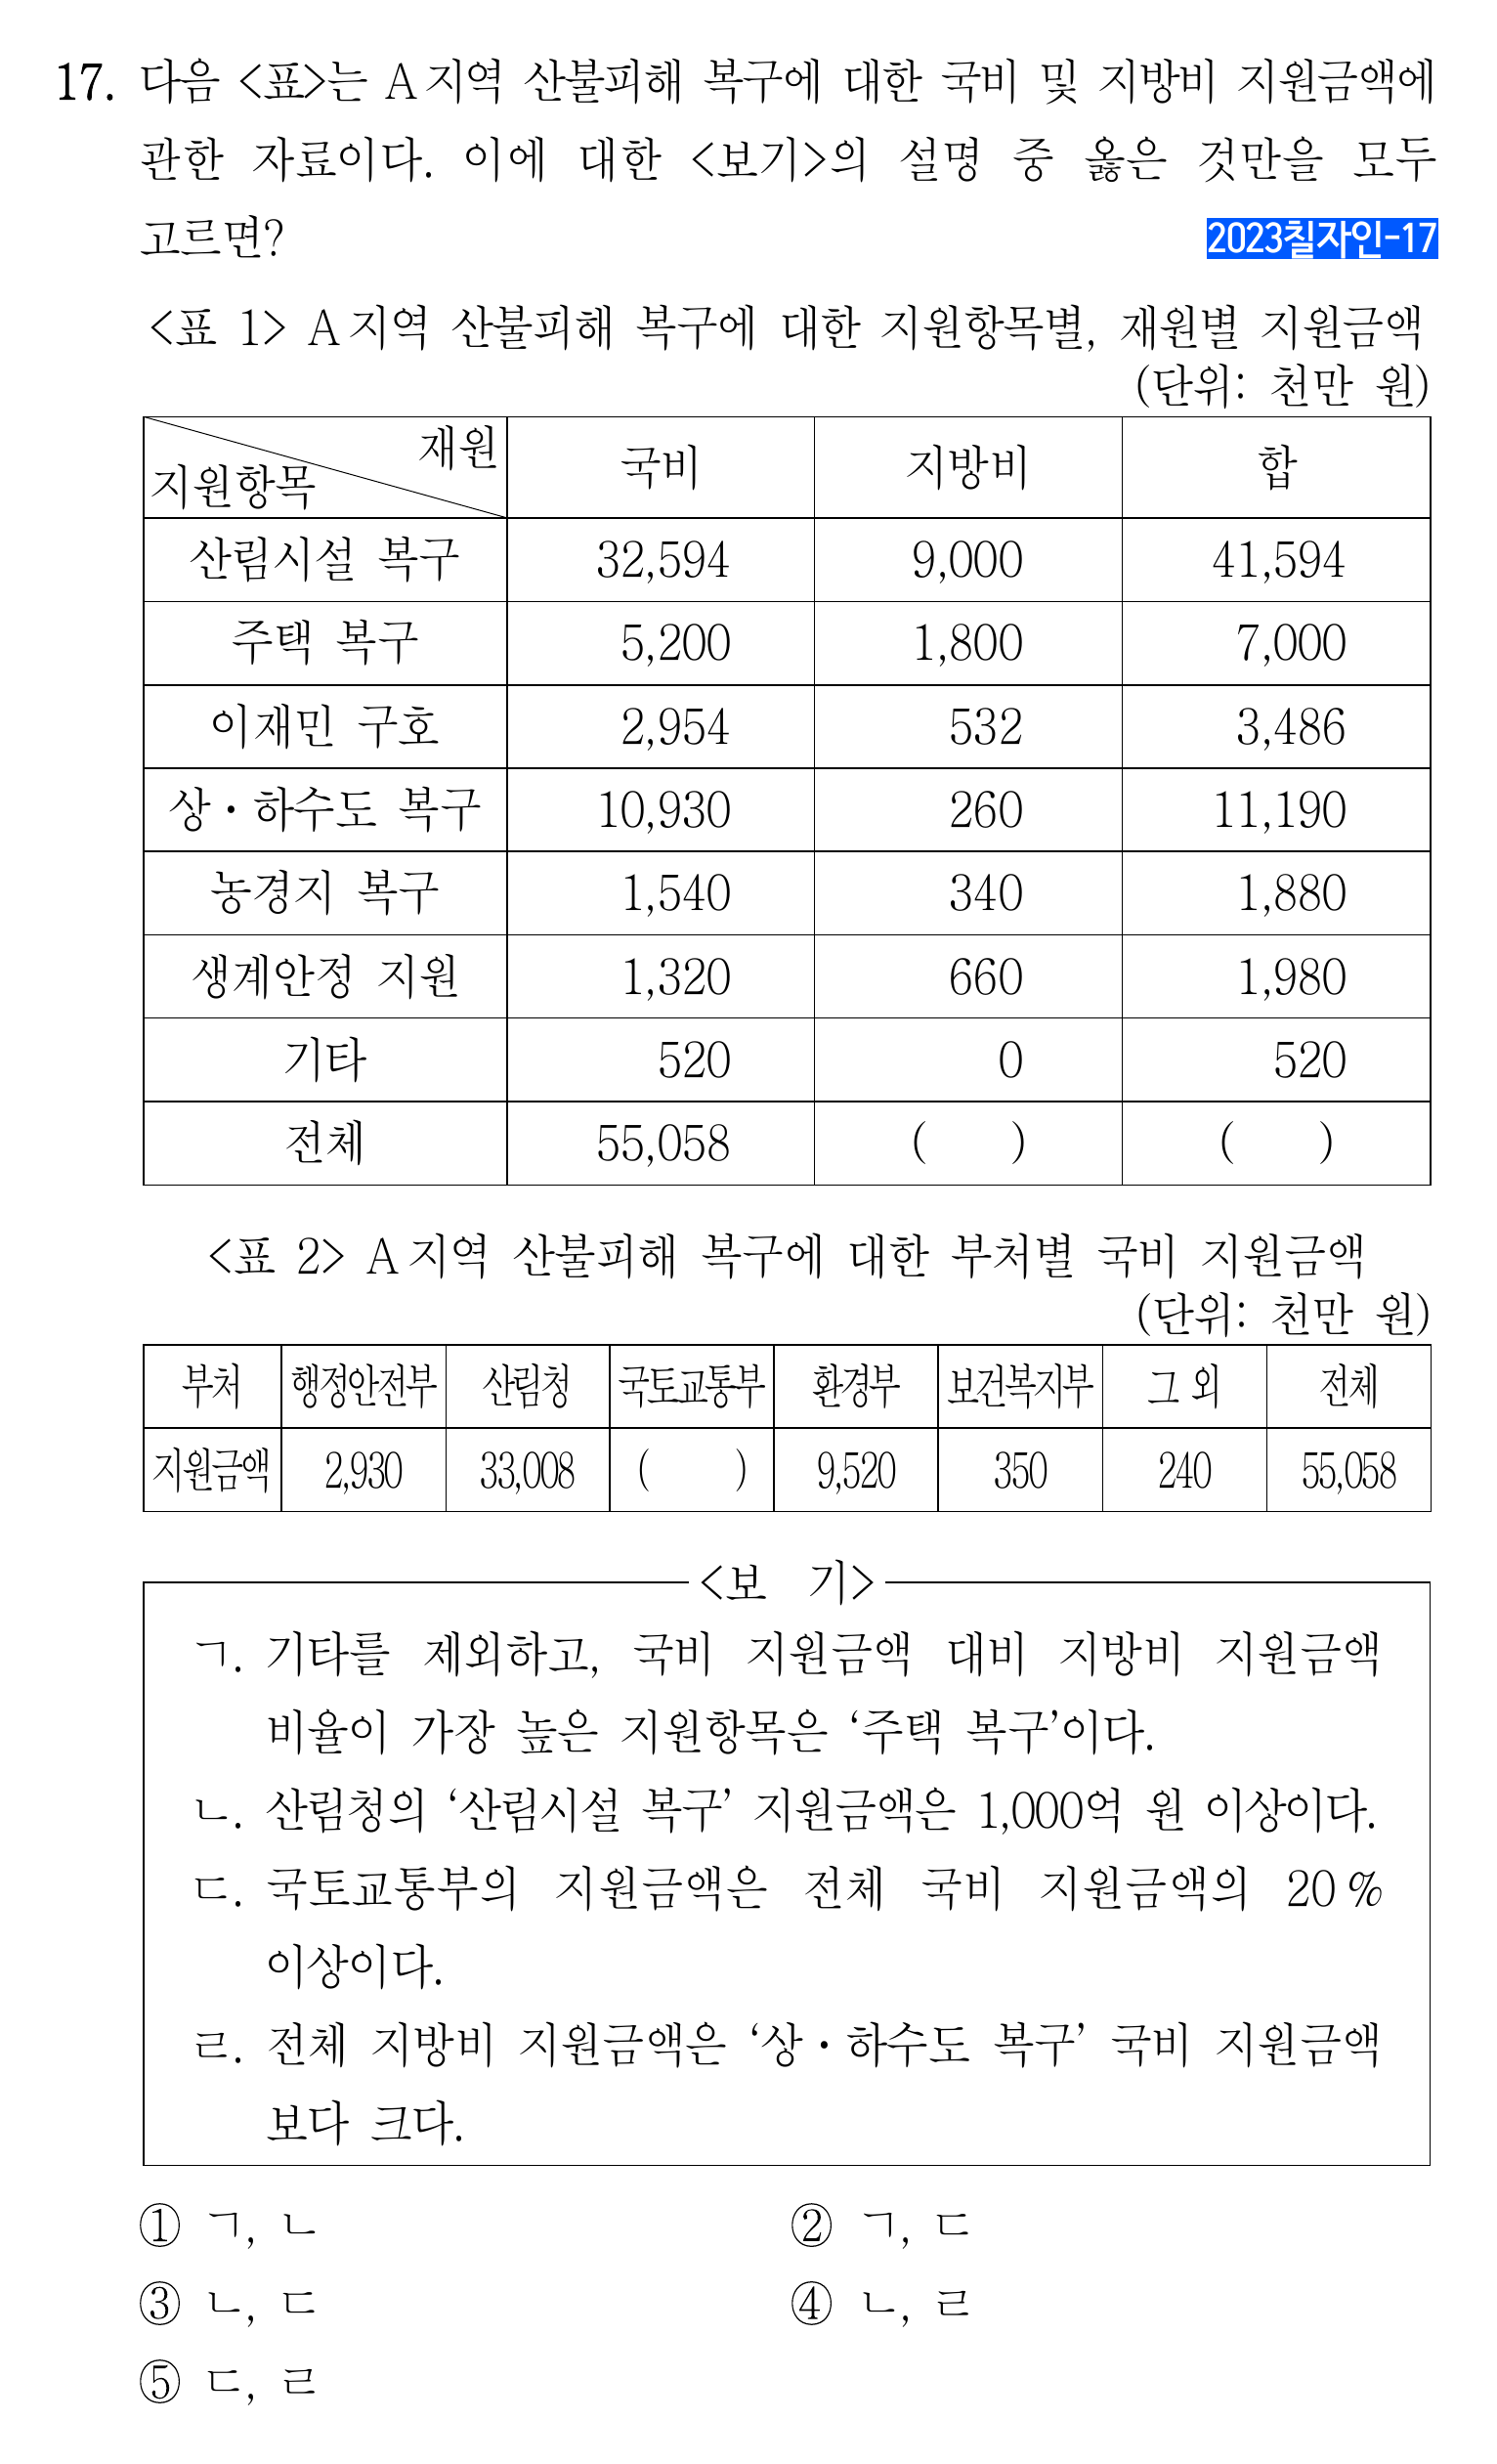 17. 다음 <표>는 A지역 산불피해 복구에 대한 국비 및 지방비 지원금액에
관한 자료이다. 이에 대한 <보기>의 설명 중 옳은 것만을 모두
고르면?
2023칠자인-17
<표 1> A지역 산불피해 복구에 대한 지원항목별, 재원별 지원금액
(단위: 천만 원)
지원항목 재원 국비 지방비 합
산림시설 복구 32,594 9,000 41,594
주택 복구 5,200 1,800 7,000
이재민 구호 2,954 532 3,486
상·하수도 복구 10,930 260 11,190
농경지 복구 1,540 340 1,880
생계안정 지원 1,320 660 1,980
기타 520 0 520
전체 55,058 ( ) ( )
<표 2> A지역 산불피해 복구에 대한 부처별 국비 지원금액
(단위: 천만 원)
부처 행정안전부 산림청 국토교통부 환경부 보건복지부 그 외 전체
지원금액 2,930 33,008 ( ) 9,520 350 240 55,058
<보 기>
ㄱ. 기타를 제외하고, 국비 지원금액 대비 지방비 지원금액
비율이 가장 높은 지원항목은 ‘주택 복구’이다.
ㄴ. 산림청의 ‘산림시설 복구’ 지원금액은 1,000억 원 이상이다.
ㄷ. 국토교통부의 지원금액은 전체 국비 지원금액의 20%
이상이다.
ㄹ. 전체 지방비 지원금액은 ‘상·하수도 복구’ 국비 지원금액
보다 크다.
① ㄱ, ㄴ ② ㄱ, ㄷ
③ ㄴ, ㄷ ④ ㄴ, ㄹ
⑤ ㄷ, ㄹ